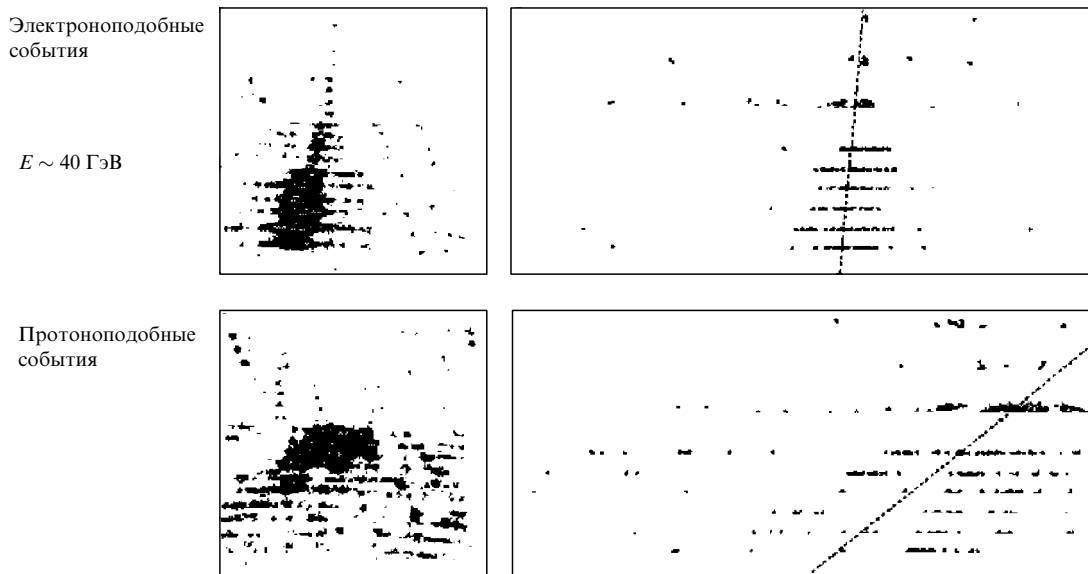 Электроноподобные
события
E ∼ 40 ГэВ
Протоноподобные
события